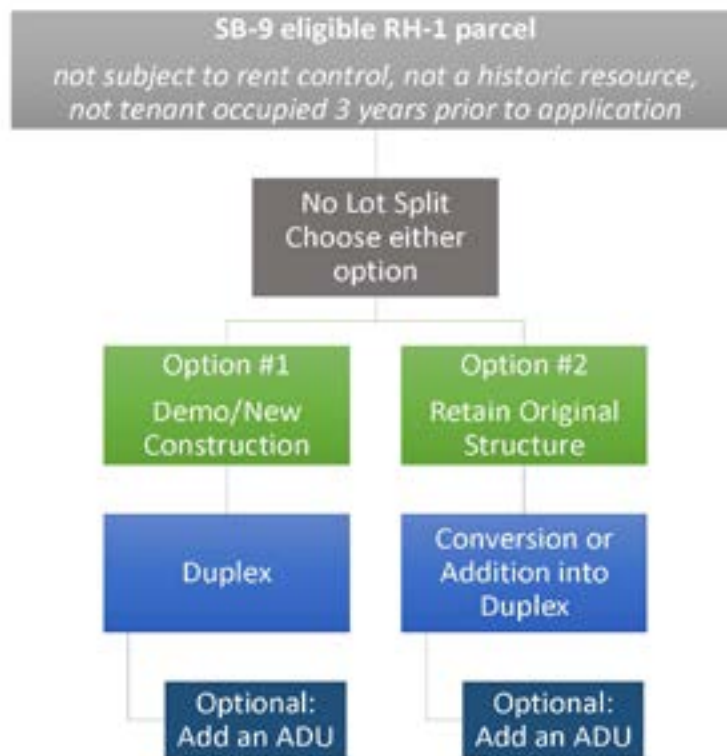 SB-9 eligible RH-1 parcel
not subject to rent control, not a historic resource,
not tenant occupied 3 years prior to application
No Lot Split
Choose either
option
Option #1
Demo/New
Construction
Option #2
Retain Original
Structure
Duplex
Conversion or
Addition into
Duplex
Optional:
Add an ADU
Optional:
Add an ADU